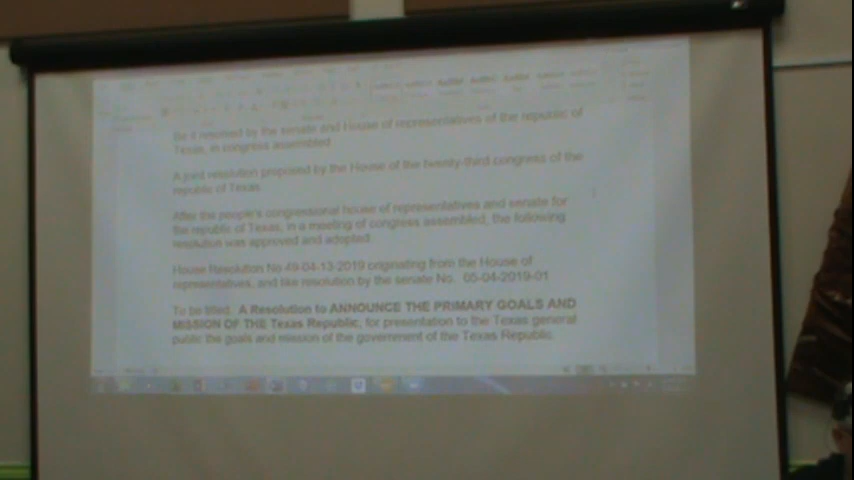 Be it resolved by the senate and House of representatives of the republic of
Texas, in congress assembled
A joint resolution proposed by the House of the twenty-third congress of the
republic of Texas
After the people's congressional house of representatives and senate for
the republic of Texas, in a meeting of congress assembled, the following
resolution was approved and adopted
House Resolution No 49-04-13-2019 originating from the House of
representatives, and like resolution by the senate No. 05-04-2019-01
To be titled: A Resolution to ANNOUNCE THE PRIMARY GOALS AND
MISSION OF THE Texas Republic, for presentation to the Texas general
public the goals and mission of the government of the Texas Republic